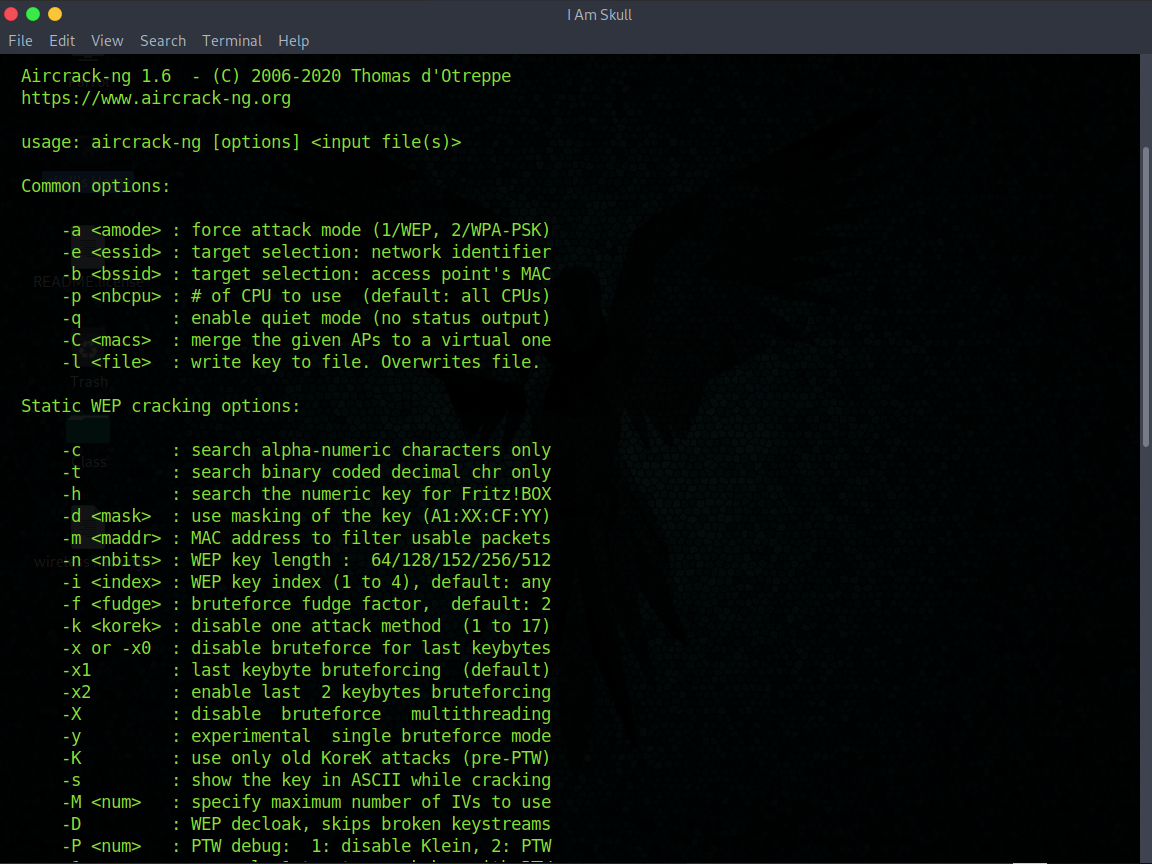 I Am Skull
File Edit View Search Terminal Help
Aircrack-ng 1.6  - (C) 2006-2020 Thomas d'Otreppe
https://www.aircrack-ng.org
usage: aircrack-ng [options] <input file(s)>
Common options:
-a <amode> : force attack mode (1/WEP, 2/WPA-PSK)
-e <essid> : target selection: network identifier
-b <bssid> : target selection: access point's MAC
-p <nbcpu> : # of CPU to use  (default: all CPUs)
-q         : enable quiet mode (no status output)
-C <macs>  : merge the given APs to a virtual one
-l <file>  : write key to file. Overwrites file.
Static WEP cracking options:
-c         : search alpha-numeric characters only
-t         : search binary coded decimal chr only
-h         : search the numeric key for Fritz!BOX
-d <mask>  : use masking of the key (A1:XX:CF:YY)
-m <maddr> : MAC address to filter usable packets
-n <nbits> : WEP key length :  64/128/152/256/512
-i <index> : WEP key index (1 to 4), default: any
-f <fudge> : bruteforce fudge factor,  default: 2
-k <korek> : disable one attack method  (1 to 17)
-x or -x0  : disable bruteforce for last keybytes
-x1        : last keybyte bruteforcing  (default)
-x2        : enable last  2 keybytes bruteforcing
-X         : disable  bruteforce   multithreading
-y         : experimental  single bruteforce mode
-K         : use only old KoreK attacks (pre-PTW)
-s         : show the key in ASCII while cracking
-M <num>   : specify maximum number of IVs to use
-D         : WEP decloak, skips broken keystreams
-P <num>   : PTW debug:  1: disable Klein, 2: PTW
Trash